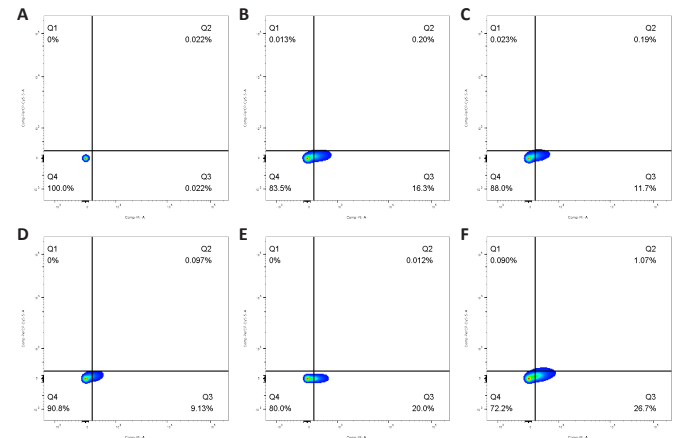 A
Q1
0%
Q2
0.022%
Q4
100.0%
Q3
0.022%
B
Q1
0.013%
Q2
0.20%
Q4
83.5%
Q3
16.3%
C
Q1
0.023%
Q2
0.19%
Q4
88.0%
Q3
11.7%
D
Q1
0%
Q2
0.097%
Q4
90.8%
Q3
9.13%
E
Q1
0%
Q2
0.012%
Q4
80.0%
Q3
20.0%
F
Q1
0.090%
Q2
1.07%
Q4
72.2%
Q3
26.7%